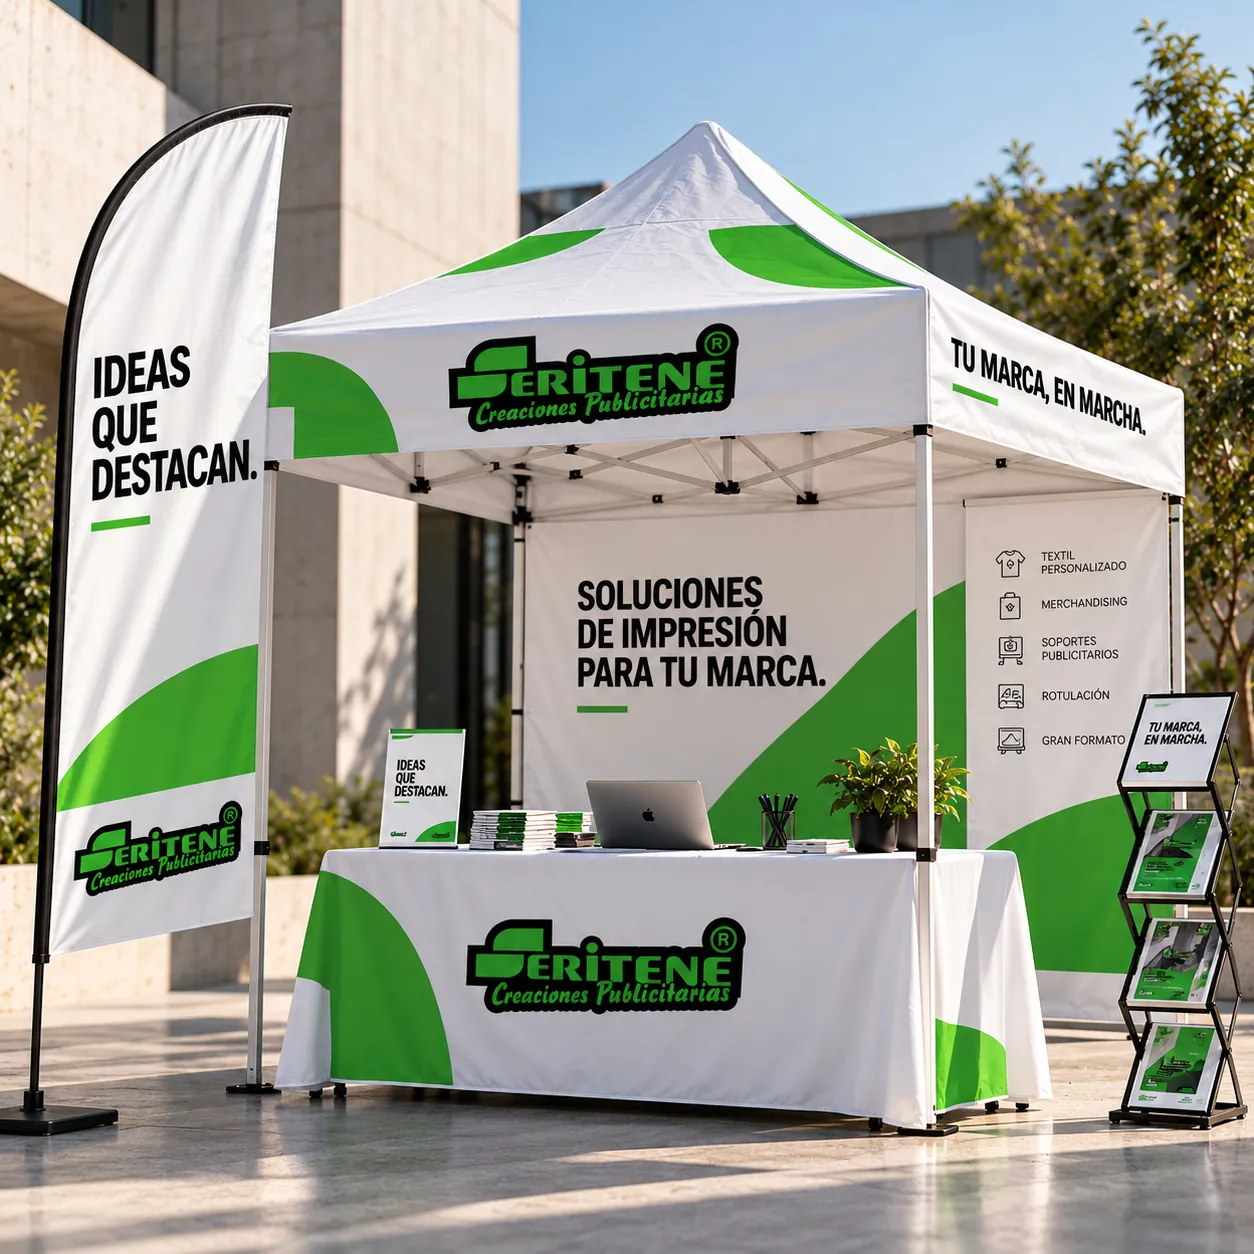 IDEAS
QUE
DESTACAN.
SERITENE®
Creaciones Publicitarias
SERITENE®
Creaciones Publicitarias
TU MARCA, EN MARCHA.
SOLUCIONES
DE IMPRESIÓN
PARA TU MARCA.
TEXTIL
PERSONALIZADO
MERCHANDISING
SOPORTES
PUBLICITARIOS
ROTULACIÓN
GRAN FORMATO
IDEAS
QUE
DESTACAN.
SERITENE®
Creaciones Publicitarias
TU MARCA,
EN MARCHA.